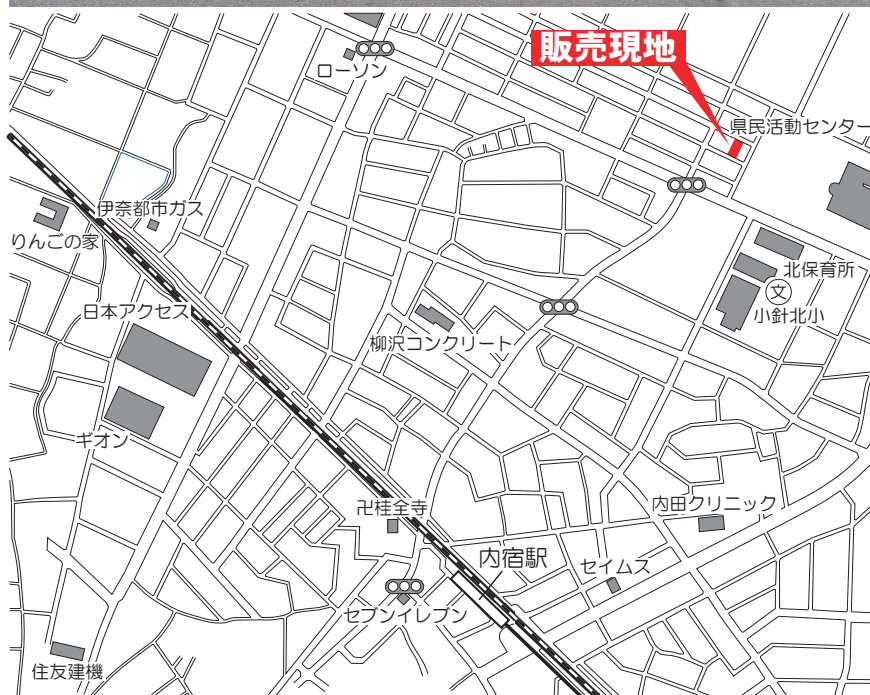 販売現地
ローソン
県民活動センター
伊奈都市ガス
りんごの家
北保育所
文
小針北小
日本アクセス
柳沢コンクリート
ギオン
卍桂全寺
内田クリニック
内宿駅
セイムス
セブンイレブン
住友建機